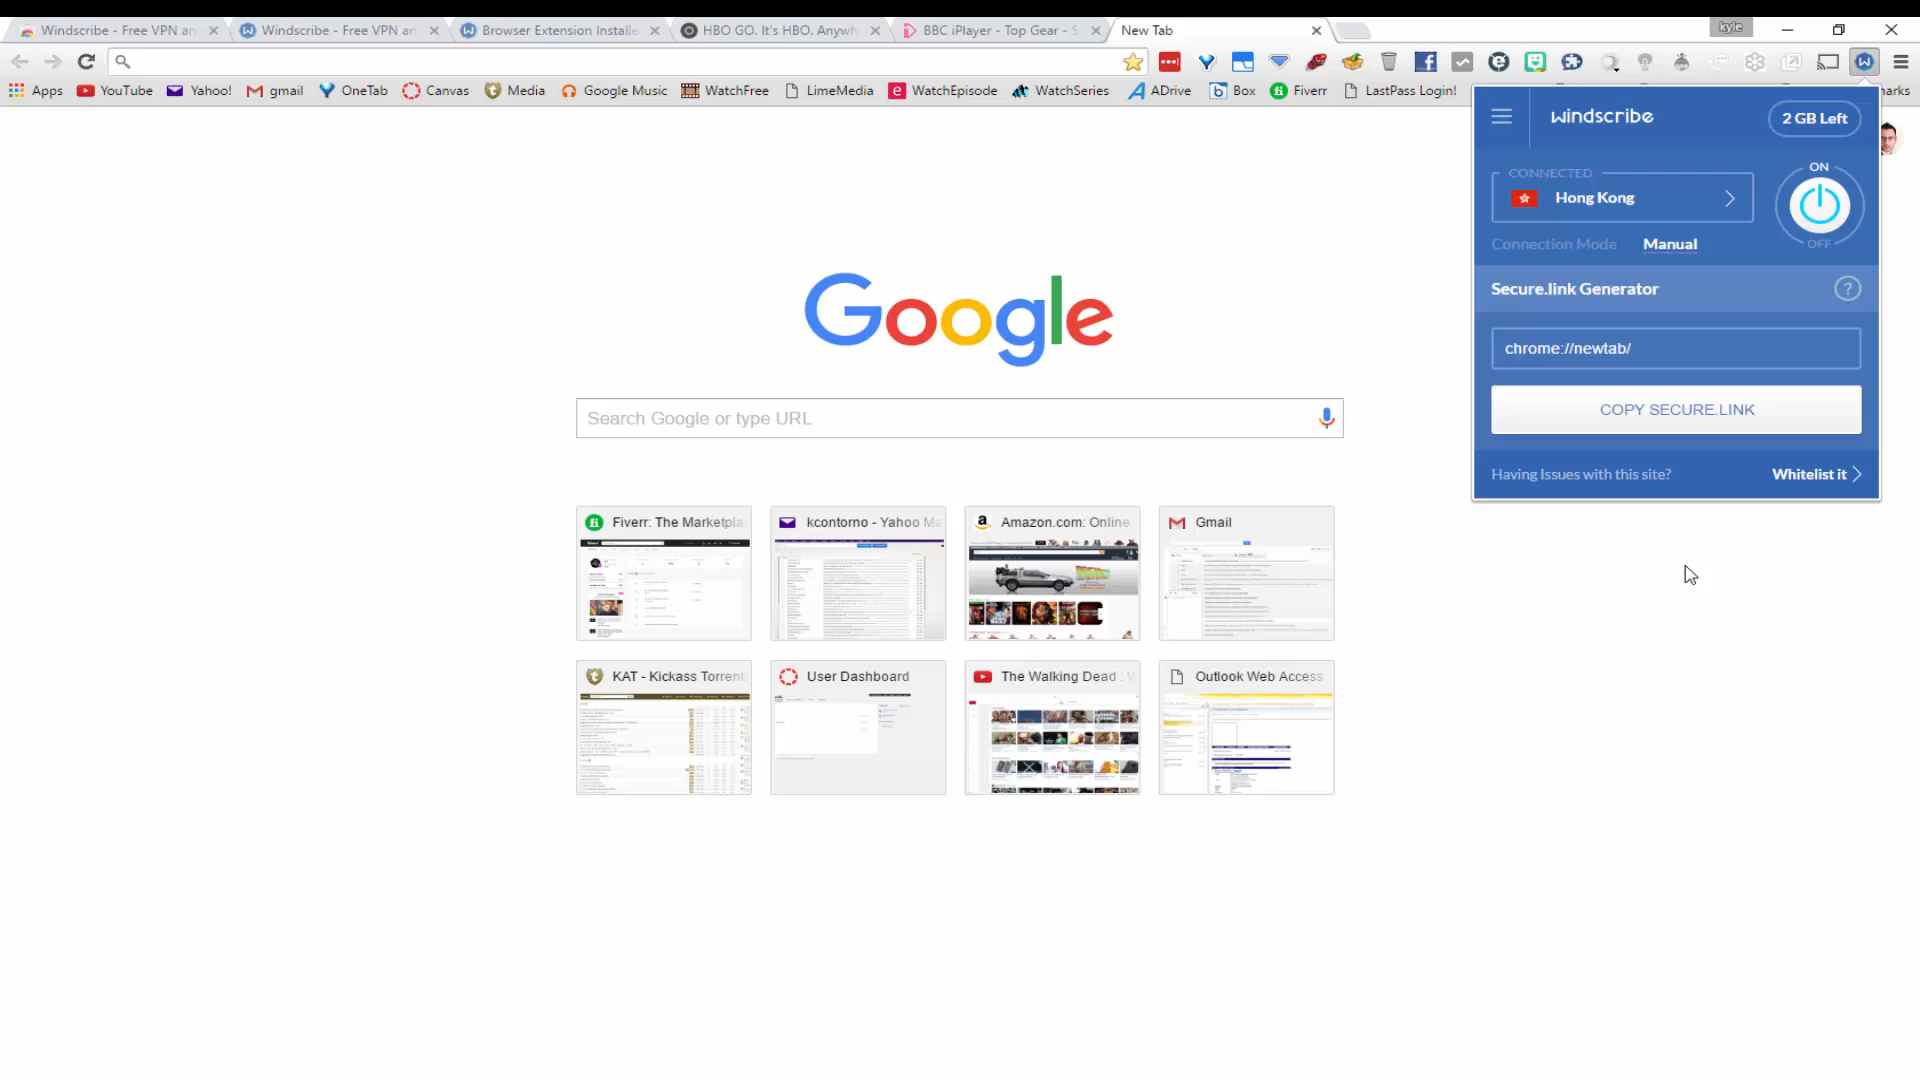 Windscribe - Free VPN an
Windscribe - Free VPN an
Browser Extension Installe
HBO GO. It's HBO. Anywh
BBC iPlayer - Top Gear - S
New Tab
kyle
Apps
YouTube
Yahoo!
gmail
OneTab
Canvas
Media
Google Music
WatchFree
LimeMedia
WatchEpisode
WatchSeries
ADrive
Box
Fiverr
LastPass Login!
marks
windscribe
2 GB Left
CONNECTED
Hong Kong
ON
OFF
Connection Mode
Manual
Secure.link Generator
?
chrome://newtab/
COPY SECURE.LINK
Having Issues with this site?
Whitelist it
Google
Search Google or type URL
Fiverr: The Marketpla
kcontorno - Yahoo Ma
Amazon.com: Online
Gmail
KAT - Kickass Torrent
User Dashboard
The Walking Dead : W
Outlook Web Access